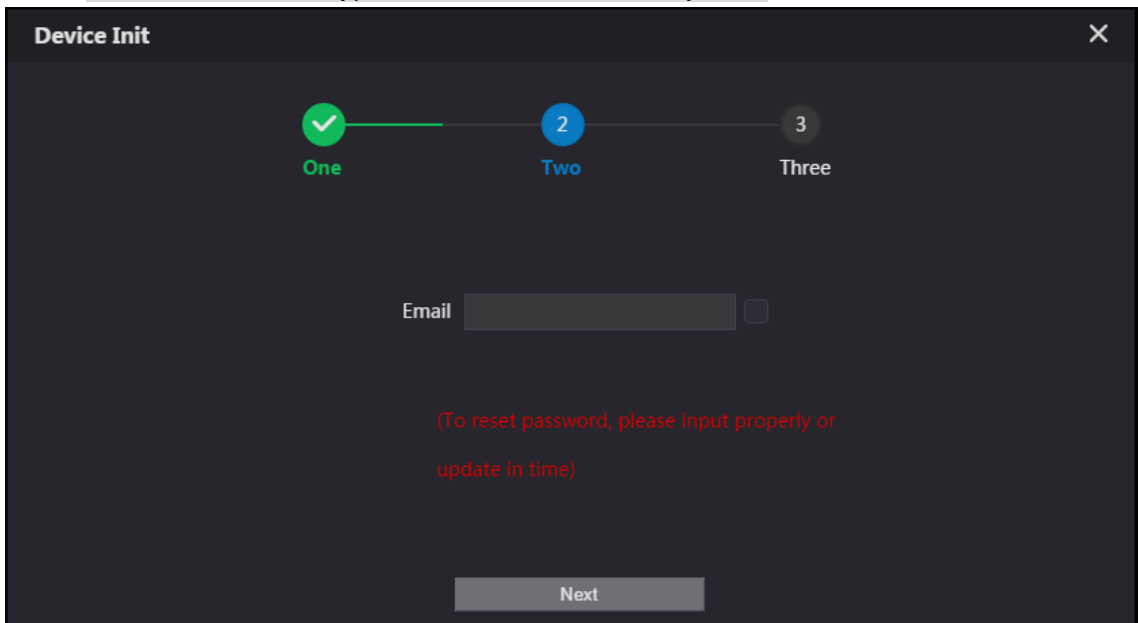 Device Init
2
3
One
Two
Three
Email
(To reset password, please input properly or
update in time)
Next